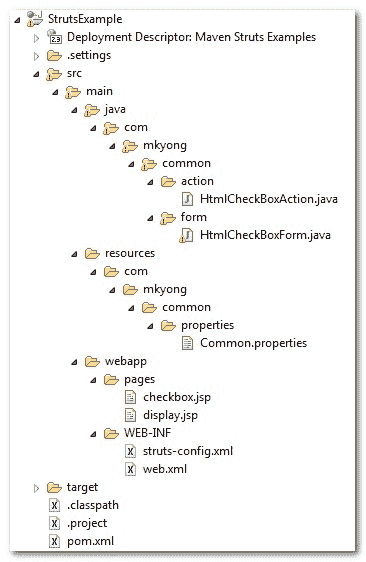 StrutsExample
Deployment Descriptor: Maven Struts Examples
.settings
src
main
java
com
mkyong
common
action
HtmlCheckBoxAction.java
form
HtmlCheckBoxForm.java
resources
com
mkyong
common
properties
Common.properties
webapp
pages
checkbox.jsp
display.jsp
WEB-INF
struts-config.xml
web.xml
target
.classpath
.project
pom.xml